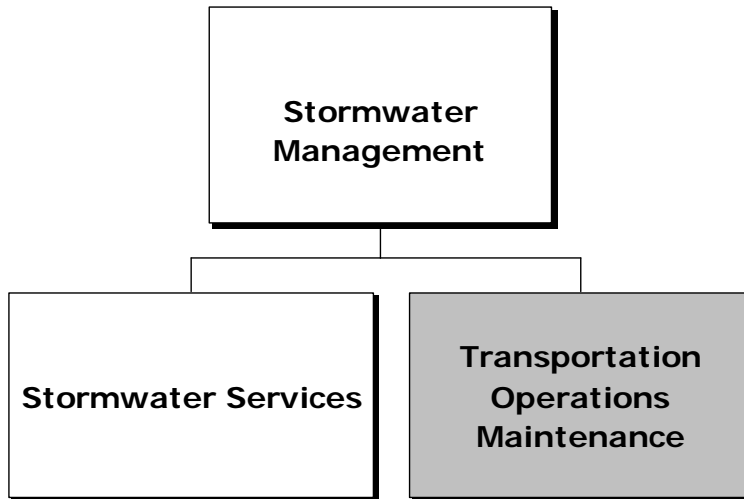 Stormwater
Management
Stormwater Services
Transportation
Operations
Maintenance